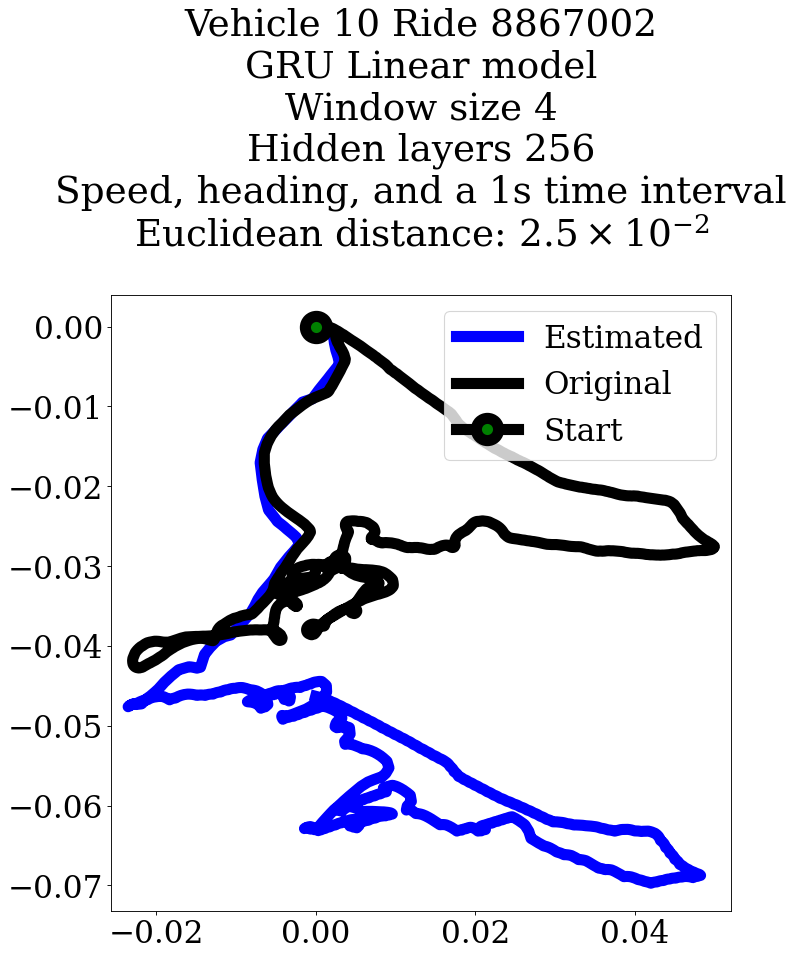 Vehicle 10 Ride 8867002
GRU Linear model
Window size 4
Hidden layers 256
Speed, heading, and a 1s time interval
Euclidean distance: 2.5 × 10⁻²
Estimated
Original
Start
0.00
−0.01
−0.02
−0.03
−0.04
−0.05
−0.06
−0.07
−0.02
0.00
0.02
0.04